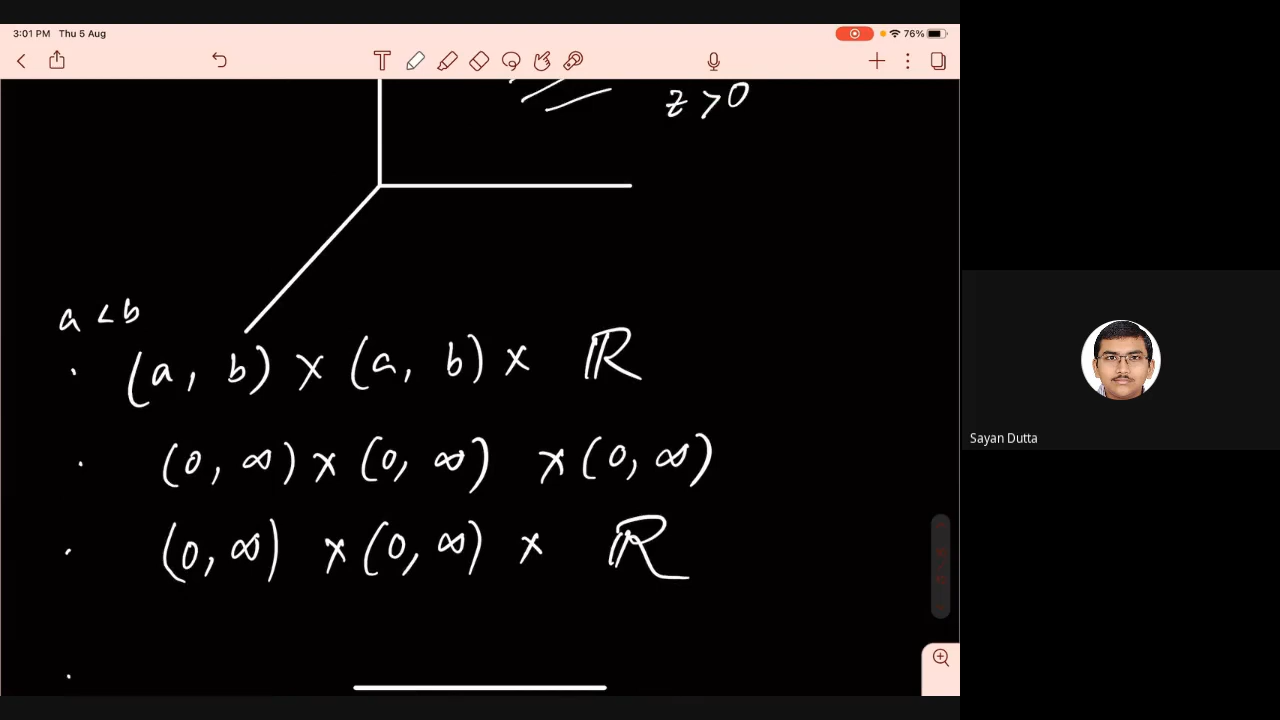 3:01 PM Thu 5 Aug
76%
T
z > 0
a < b
. (a, b) × (a, b) × ℝ
Sayan Dutta
. (0, ∞) × (0, ∞) × (0, ∞)
. (0, ∞) × (0, ∞) × ℝ
.